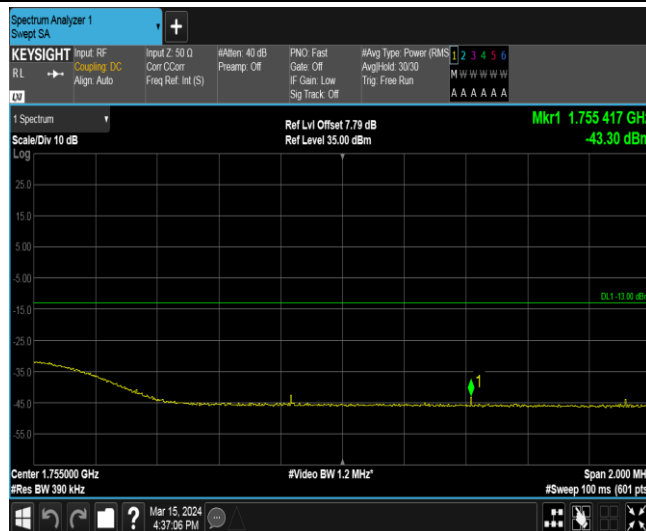 Spectrum Analyzer 1
Swept SA
+
KEYSIGHT
RL
LXI
Input: RF
Coupling: DC
Align: Auto
Input Z: 50 Ω
Corr CCorr
Freq Ref: Int (S)
#Atten: 40 dB
Preamp: Off
PNO: Fast
Gate: Off
IF Gain: Low
Sig Track: Off
#Avg Type: Power (RMS
Avg|Hold: 30/30
Trig: Free Run
1 2 3 4 5 6
M W W W W W
A A A A A A
1 Spectrum
Scale/Div 10 dB
Log
Ref Lvl Offset 7.79 dB
Ref Level 35.00 dBm
Mkr1 1.755 417 GHz
-43.30 dBm
25.0
15.0
5.00
-5.00
DL1 -13.00 dBm
-15.0
-25.0
-35.0
1
-45.0
-55.0
Center 1.755000 GHz
#Res BW 390 kHz
#Video BW 1.2 MHz*
Span 2.000 MH
#Sweep 100 ms (601 pts
?
Mar 15, 2024
4:37:06 PM